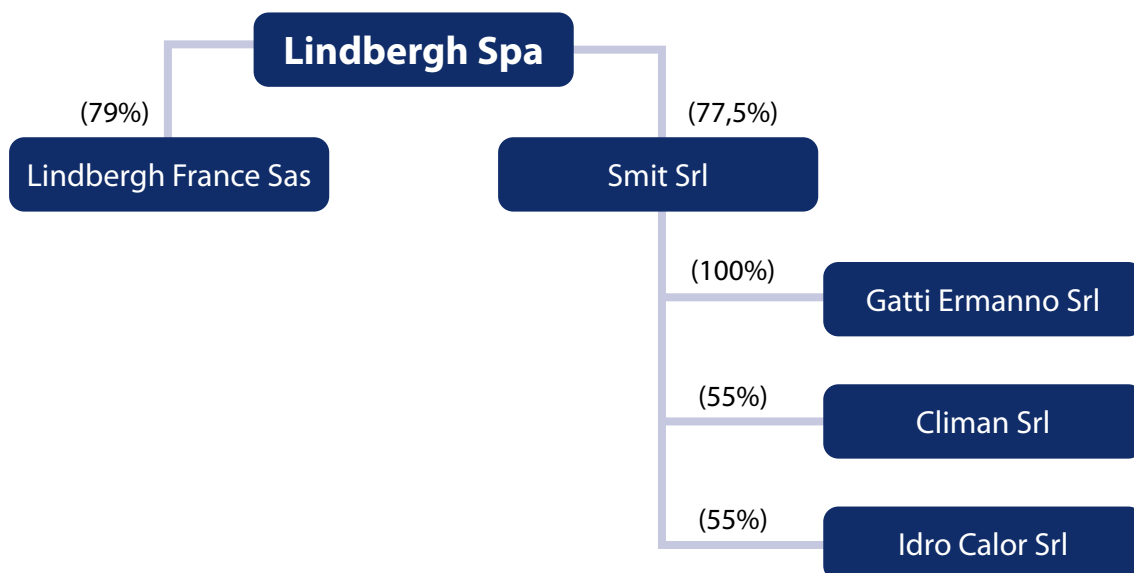 Lindbergh Spa
(79%)
(77,5%)
Lindbergh France Sas
Smit Srl
(100%)
Gatti Ermanno Srl
(55%)
Climan Srl
(55%)
Idro Calor Srl